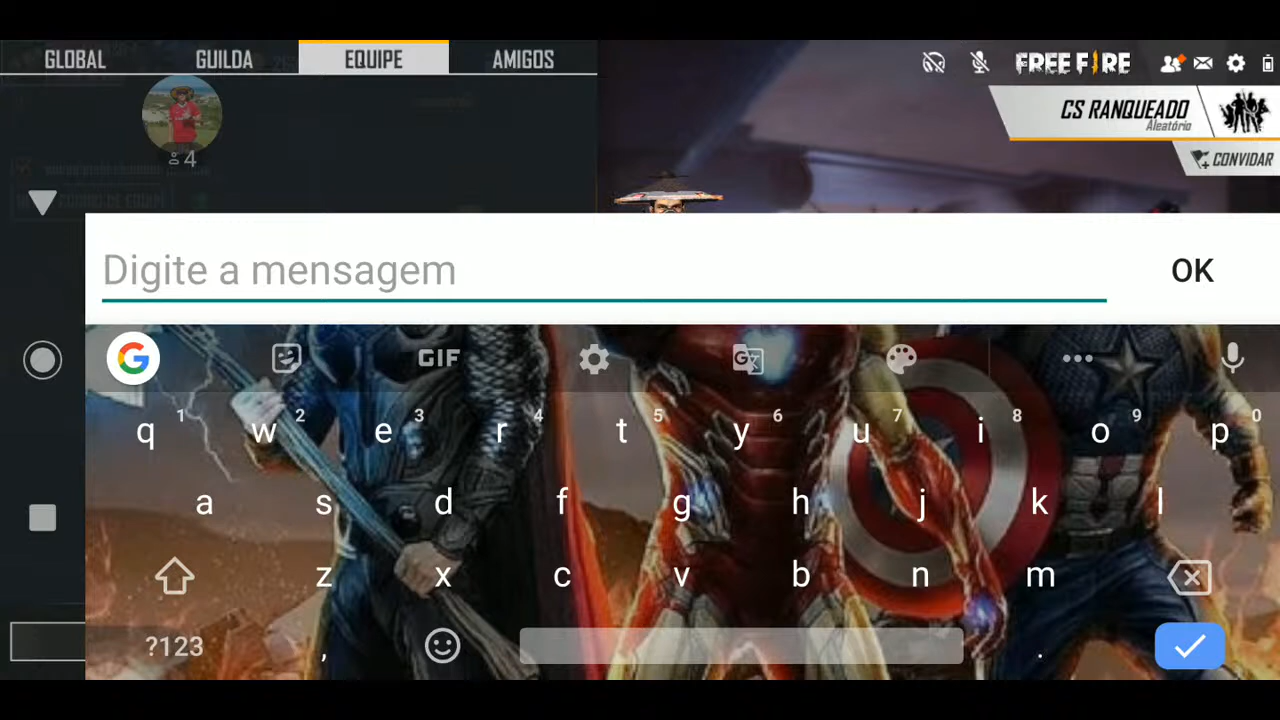 GLOBAL GUILDA EQUIPE AMIGOS
FREE FIRE
CS RANQUEADO
Aleatório
4
CONVIDAR
Digite a mensagem
OK
G GIF
1 2 3 4 5 6 7 8 9 0
q w e r t y u i o p
a s d f g h j k l
z x c v b n m
?123 , .